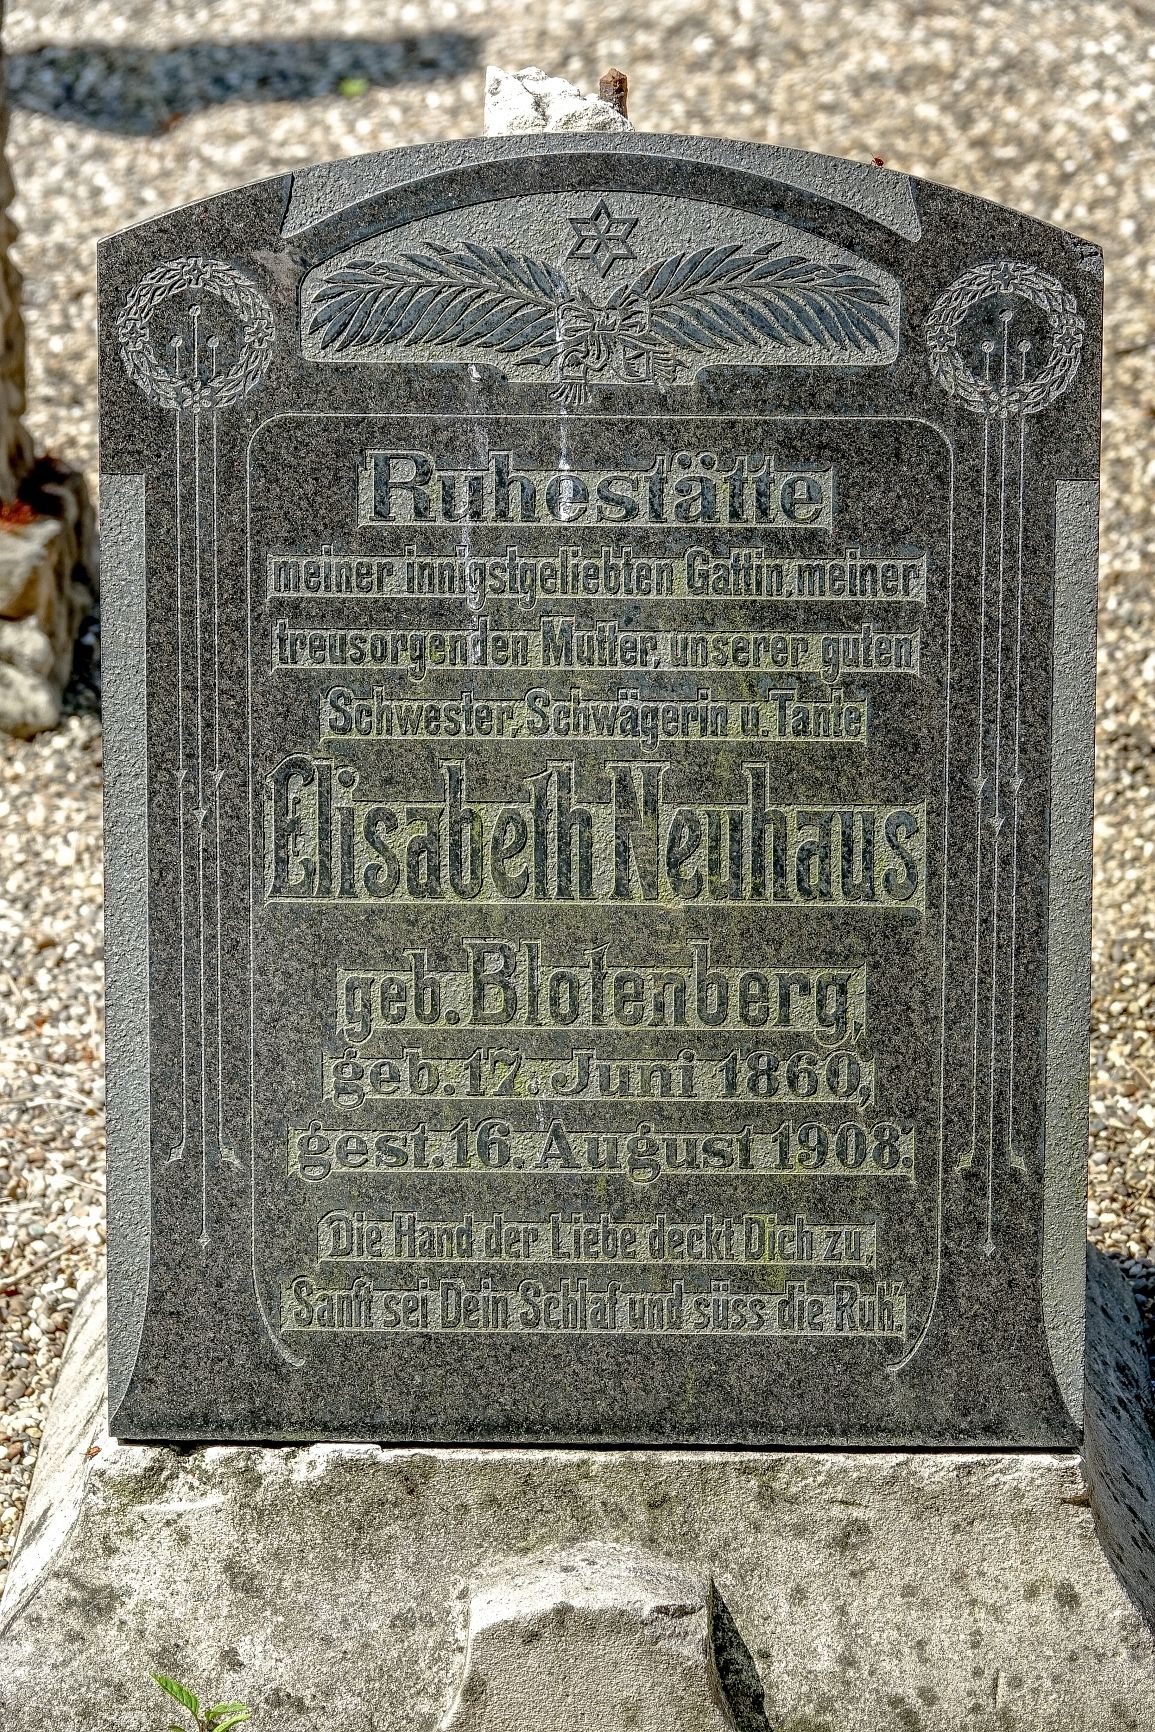 Ruhestätte
meiner innigstgeliebten Gattin, meiner
treusorgenden Mutter, unserer guten
Schwester, Schwägerin u. Tante
Elisabeth Neuhaus
geb. Blotenberg,
geb. 17. Juni 1860,
gest. 16. August 1908.
Die Hand der Liebe deckt Dich zu
Sanft sei Dein Schlaf und süss die Ruh'.